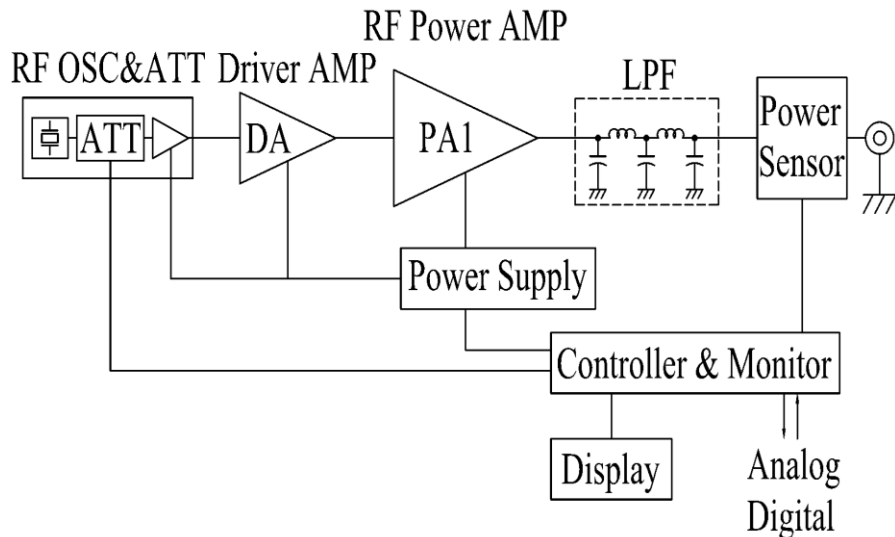 RF Power AMP
RF OSC&ATT
Driver AMP
LPF
ATT
DA
PA1
Power
Sensor
Power Supply
Controller & Monitor
Display
Analog
Digital